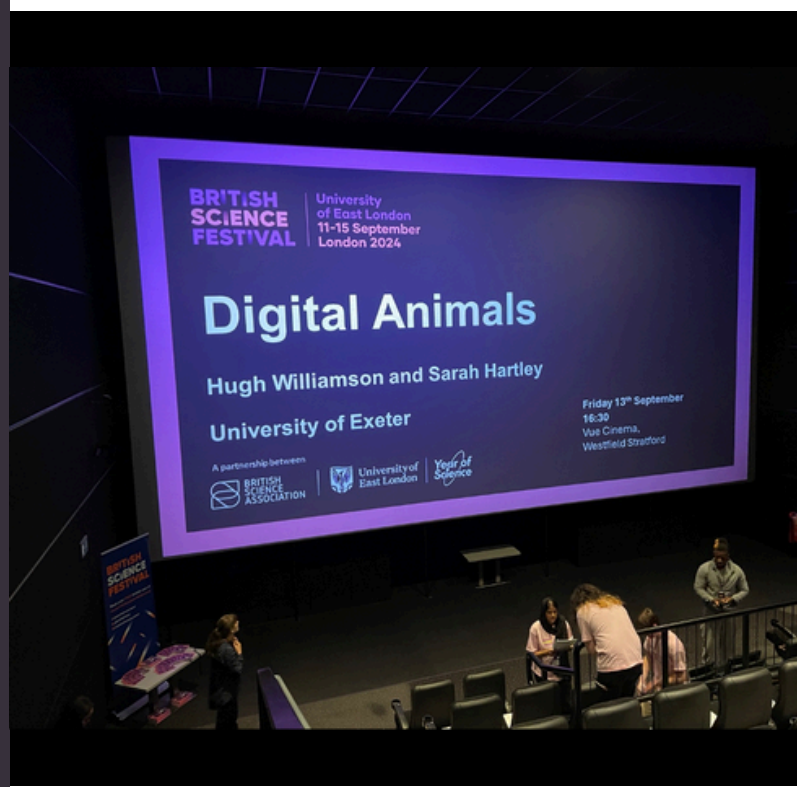 BRITISH
SCIENCE
FESTIVAL
University
of East London
11-15 September
London 2024
Digital Animals
Hugh Williamson and Sarah Hartley
University of Exeter
Friday 13th September
16:30
Vue Cinema,
Westfield Stratford
A partnership between
BRITISH
SCIENCE
ASSOCIATION
University of
East London
Year of
Science
BRITISH
SCIENCE
FESTIVAL